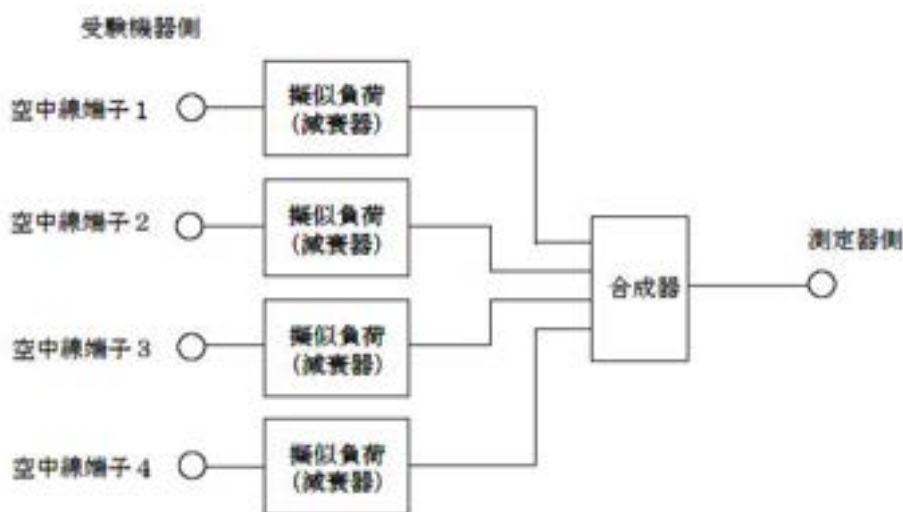 受験機器側
空中線端子1
擬似負荷
(減衰器)
空中線端子2
擬似負荷
(減衰器)
合成器
測定器側
空中線端子3
擬似負荷
(減衰器)
空中線端子4
擬似負荷
(減衰器)